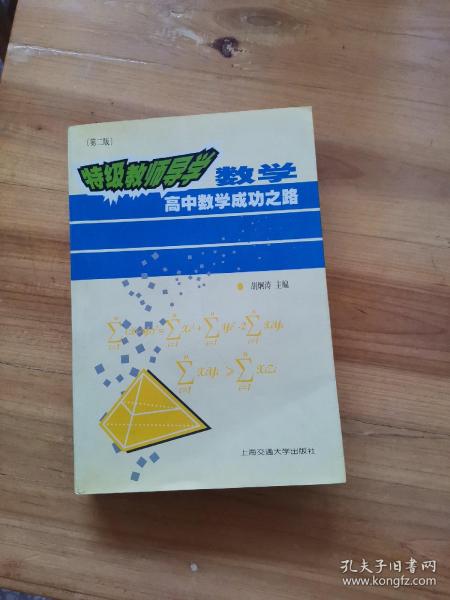 〔第二版〕
特级教师导学 数学
高中数学成功之路
胡炳涛 主编
上海交通大学出版社
孔夫子旧书网
www.kongfz.com